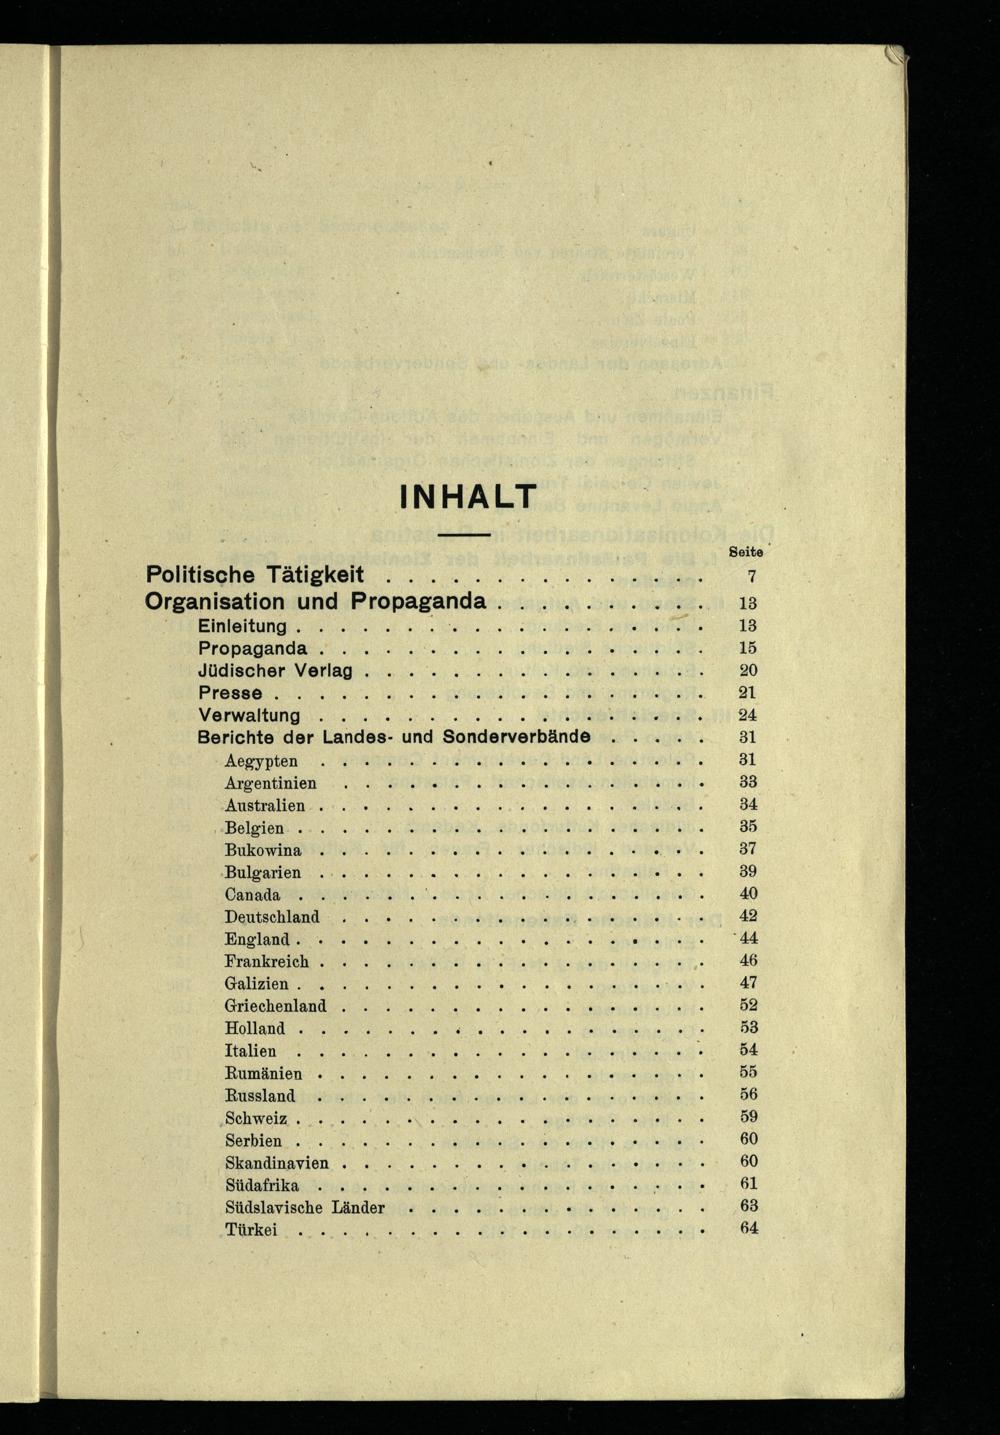 INHALT
Seite
Politische Tätigkeit . . . . . . . . . . . . . . . 7
Organisation und Propaganda . . . . . . . . . . 13
Einleitung . . . . . . . . . . . . . . . . . . . 13
Propaganda . . . . . . . . . . . . . . . . . . 15
Jüdischer Verlag . . . . . . . . . . . . . . . . 20
Presse . . . . . . . . . . . . . . . . . . . . 21
Verwaltung . . . . . . . . . . . . . . . . . . 24
Berichte der Landes- und Sonderverbände . . . . . 31
Aegypten . . . . . . . . . . . . . . . . . . 31
Argentinien . . . . . . . . . . . . . . . . . 33
Australien . . . . . . . . . . . . . . . . . . 34
Belgien . . . . . . . . . . . . . . . . . . . 35
Bukowina . . . . . . . . . . . . . . . . . . 37
Bulgarien . . . . . . . . . . . . . . . . . . 39
Canada . . . . . . . . . . . . . . . . . . . 40
Deutschland . . . . . . . . . . . . . . . . . 42
England . . . . . . . . . . . . . . . . . . . 44
Frankreich . . . . . . . . . . . . . . . . . . 46
Galizien . . . . . . . . . . . . . . . . . . . 47
Griechenland . . . . . . . . . . . . . . . . . 52
Holland . . . . . . . . . . . . . . . . . . . 53
Italien . . . . . . . . . . . . . . . . . . . 54
Rumänien . . . . . . . . . . . . . . . . . . 55
Russland . . . . . . . . . . . . . . . . . . 56
Schweiz . . . . . . . . . . . . . . . . . . . 59
Serbien . . . . . . . . . . . . . . . . . . . 60
Skandinavien . . . . . . . . . . . . . . . . . 60
Südafrika . . . . . . . . . . . . . . . . . . 61
Südslavische Länder . . . . . . . . . . . . . . 63
Türkei . . . . . . . . . . . . . . . . . . . 64